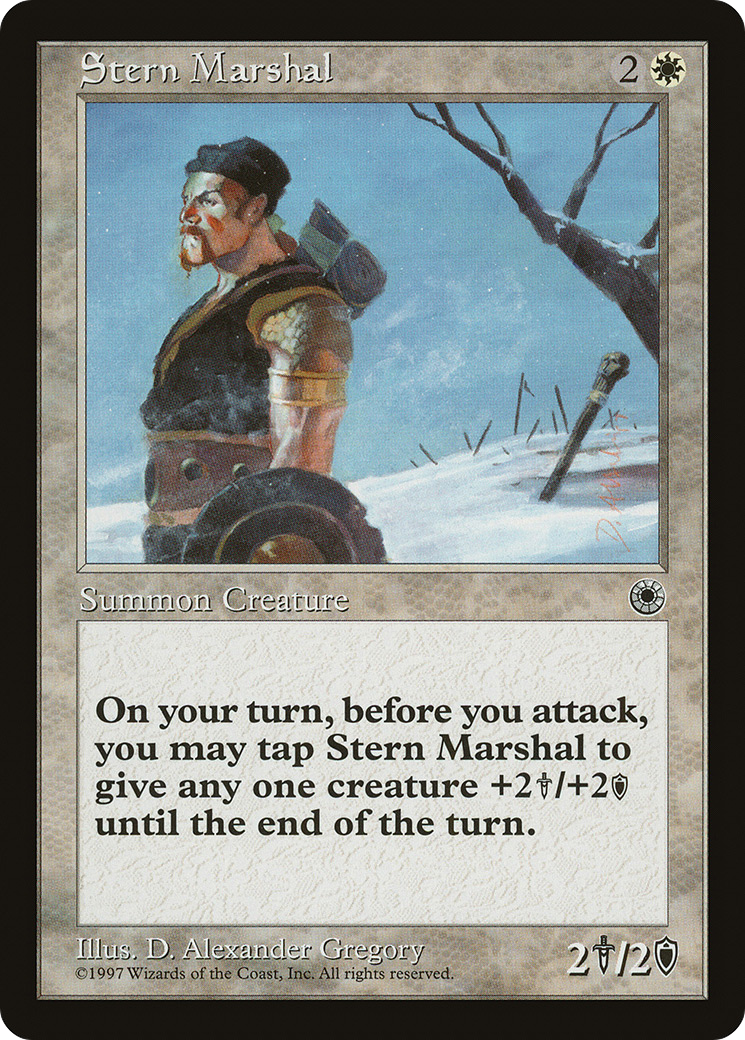 Stern Marshal
2
Summon Creature
On your turn, before you attack,
you may tap Stern Marshal to
give any one creature +2/+2
until the end of the turn.
Illus. D. Alexander Gregory
©1997 Wizards of the Coast, Inc. All rights reserved.
2/2